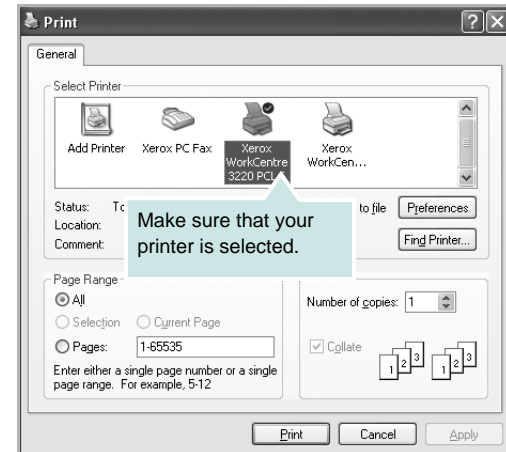 Print
General
Select Printer
Add Printer
Xerox PC Fax
Xerox
WorkCentre
3220 PCL
Xerox
WorkCen...
Status:
to file
Preferences
Location:
Comment:
Find Printer...
Make sure that your
printer is selected.
Page Range
All
Selection
Current Page
Pages:
1-65535
Enter either a single page number or a single
page range. For example, 5-12
Number of copies:
1
Collate
1 2 3
1 2 3
Print
Cancel
Apply